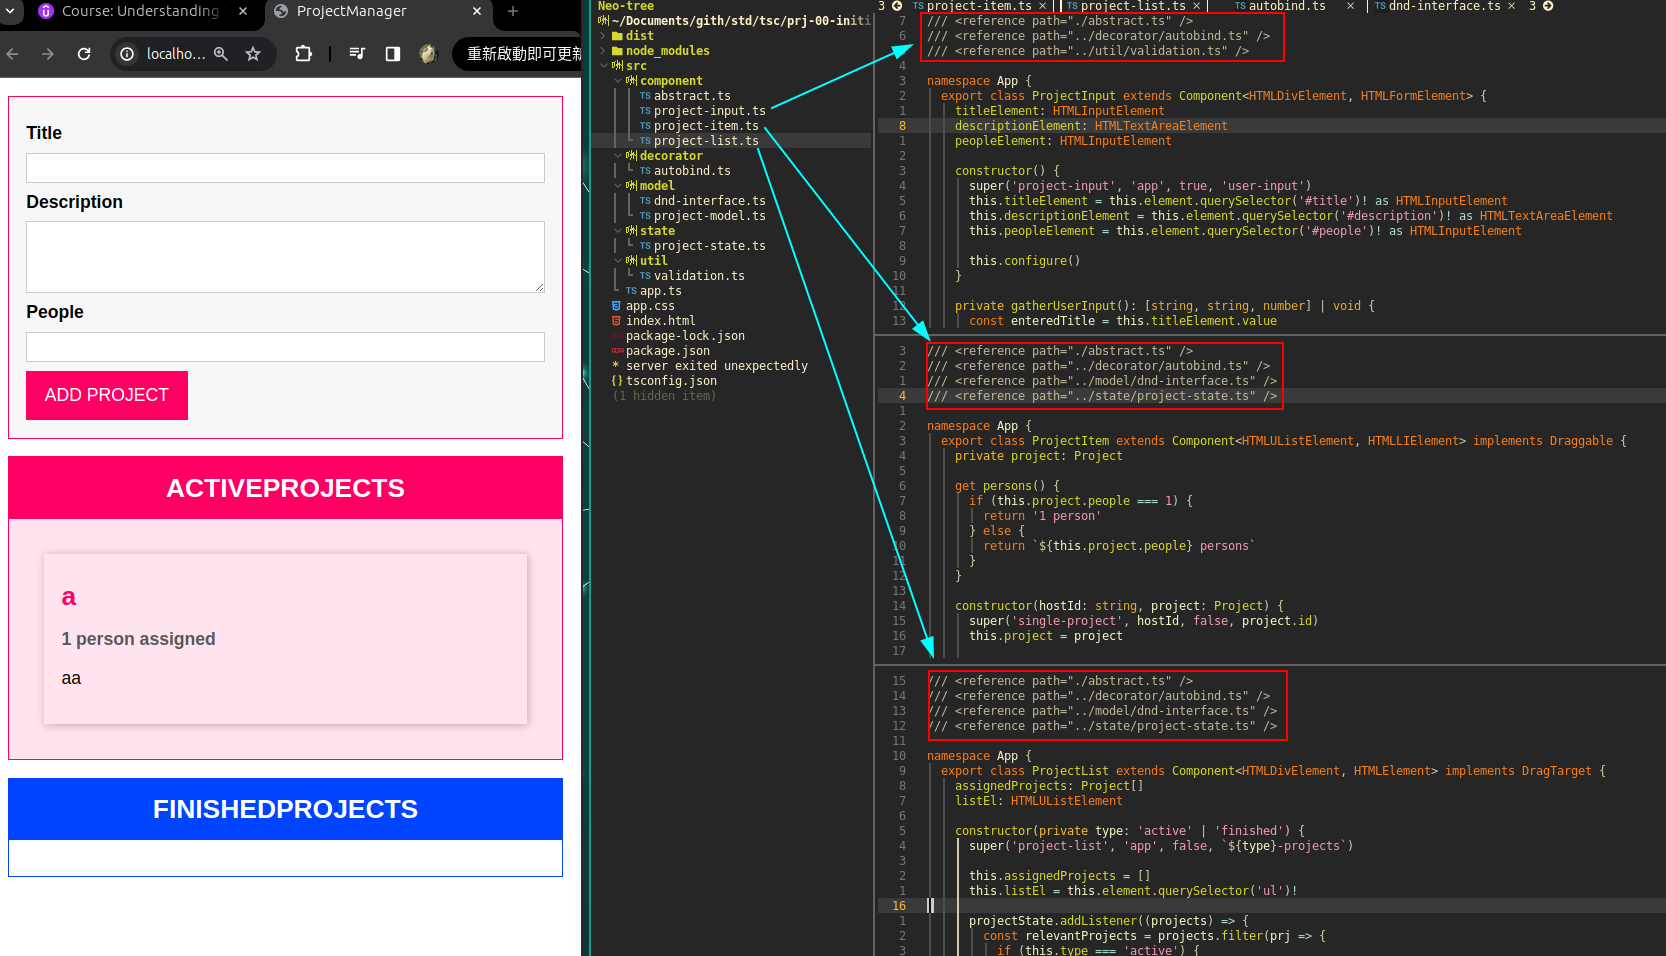 Course: Understanding
ProjectManager
localho...
重新啟動即可更新
Title
Description
People
ADD PROJECT
ACTIVEPROJECTS
a
1 person assigned
aa
FINISHEDPROJECTS
Neo-tree
~/Documents/gith/std/tsc/prj-00-initi
dist
node_modules
src
component
TS abstract.ts
TS project-input.ts
TS project-item.ts
TS project-list.ts
decorator
TS autobind.ts
model
TS dnd-interface.ts
TS project-model.ts
state
TS project-state.ts
util
TS validation.ts
TS app.ts
app.css
index.html
package-lock.json
package.json
* server exited unexpectedly
{} tsconfig.json
(1 hidden item)
3 TS project-item.ts × TS project-list.ts × TS autobind.ts × TS dnd-interface.ts × 3
7 /// <reference path="./abstract.ts" />
6 /// <reference path="../decorator/autobind.ts" />
/// <reference path="../util/validation.ts" />
4
3 namespace App {
2 export class ProjectInput extends Component<HTMLDivElement, HTMLFormElement> {
1 titleElement: HTMLInputElement
8 descriptionElement: HTMLTextAreaElement
1 peopleElement: HTMLInputElement
2
3 constructor() {
4 super('project-input', 'app', true, 'user-input')
5 this.titleElement = this.element.querySelector('#title')! as HTMLInputElement
6 this.descriptionElement = this.element.querySelector('#description')! as HTMLTextAreaElement
7 this.peopleElement = this.element.querySelector('#people')! as HTMLInputElement
8
9 this.configure()
10 }
11
12 private gatherUserInput(): [string, string, number] | void {
13 const enteredTitle = this.titleElement.value
3 /// <reference path="./abstract.ts" />
2 /// <reference path="../decorator/autobind.ts" />
1 /// <reference path="../model/dnd-interface.ts" />
4 /// <reference path="../state/project-state.ts" />
1
2 namespace App {
3 export class ProjectItem extends Component<HTMLUListElement, HTMLLIElement> implements Draggable {
4 private project: Project
5
6 get persons() {
7 if (this.project.people === 1) {
8 return '1 person'
9 } else {
10 return `${this.project.people} persons`
11 }
12 }
13
14 constructor(hostId: string, project: Project) {
15 super('single-project', hostId, false, project.id)
16 this.project = project
17
15 /// <reference path="./abstract.ts" />
14 /// <reference path="../decorator/autobind.ts" />
13 /// <reference path="../model/dnd-interface.ts" />
12 /// <reference path="../state/project-state.ts" />
11
10 namespace App {
9 export class ProjectList extends Component<HTMLDivElement, HTMLElement> implements DragTarget {
8 assignedProjects: Project[]
7 listEl: HTMLUListElement
6
5 constructor(private type: 'active' | 'finished') {
4 super('project-list', 'app', false, `${type}-projects`)
3
2 this.assignedProjects = []
1 this.listEl = this.element.querySelector('ul')!
16
1 projectState.addListener((projects) => {
2 const relevantProjects = projects.filter(prj => {
3 if (this.type === 'active') {